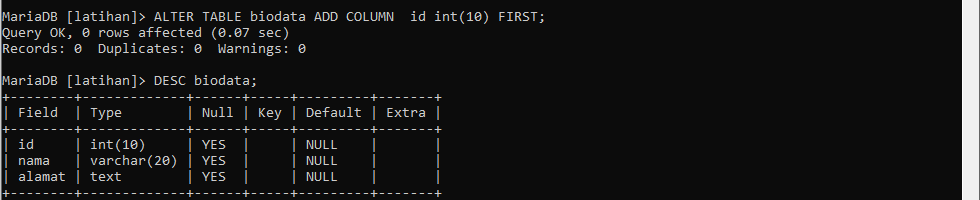 MariaDB [latihan]> ALTER TABLE biodata ADD COLUMN  id int(10) FIRST;
Query OK, 0 rows affected (0.07 sec)
Records: 0  Duplicates: 0  Warnings: 0

MariaDB [latihan]> DESC biodata;
+--------+-------------+------+-----+---------+-------+
| Field  | Type        | Null | Key | Default | Extra |
+--------+-------------+------+-----+---------+-------+
| id     | int(10)     | YES  |     | NULL    |       |
| nama   | varchar(20) | YES  |     | NULL    |       |
| alamat | text        | YES  |     | NULL    |       |
+--------+-------------+------+-----+---------+-------+